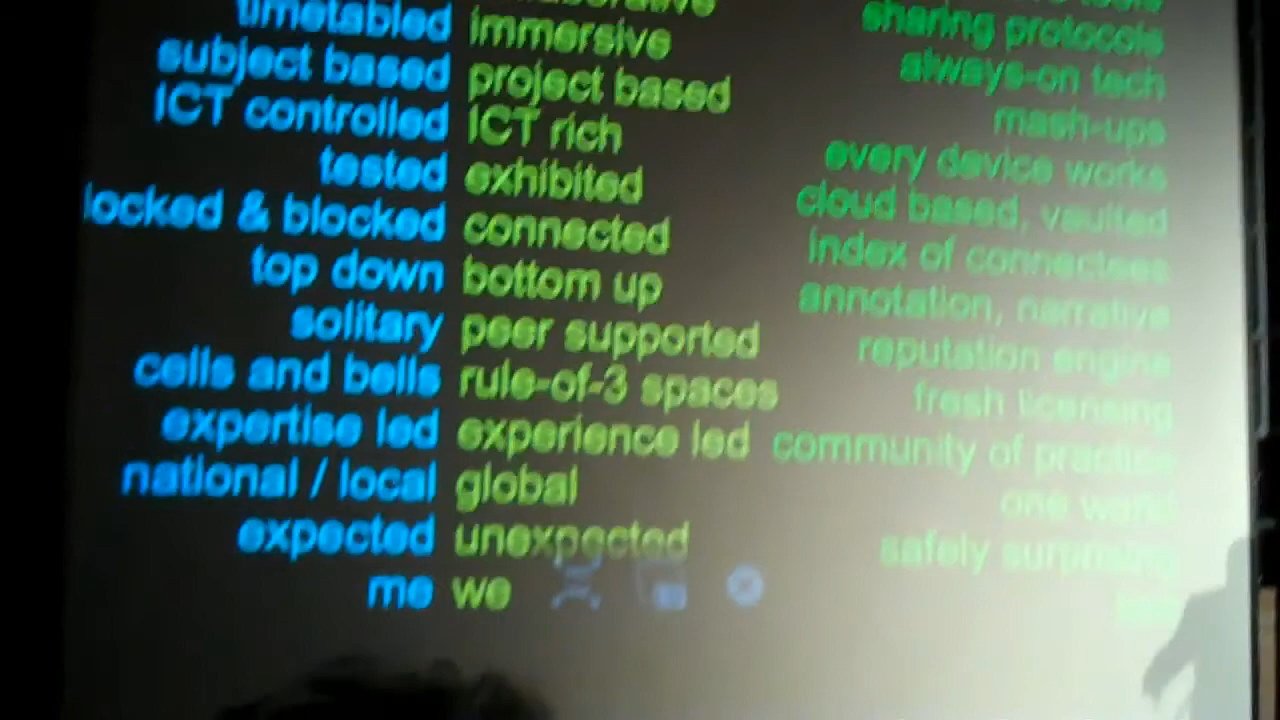 timetabled immersive sharing protocols
subject based project based always-on tech
ICT controlled ICT rich mash-ups
tested exhibited every device works
locked & blocked connected cloud based, vaulted
top down bottom up index of connectees
solitary peer supported annotation, narrative
cells and bells rule-of-3 spaces reputation engine
expertise led experience led fresh licensing
national / local global community of practice
expected unexpected one world
me we safely surprising